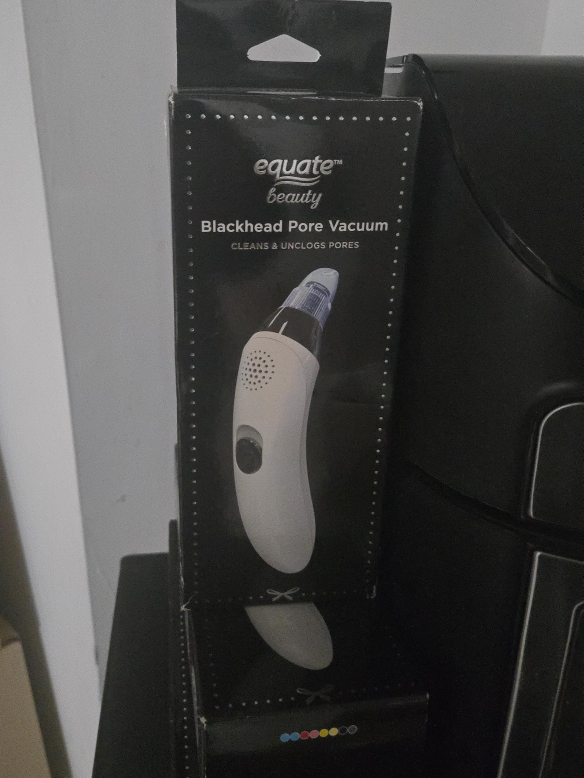 equate™
beauty
Blackhead Pore Vacuum
CLEANS & UNCLOGS PORES